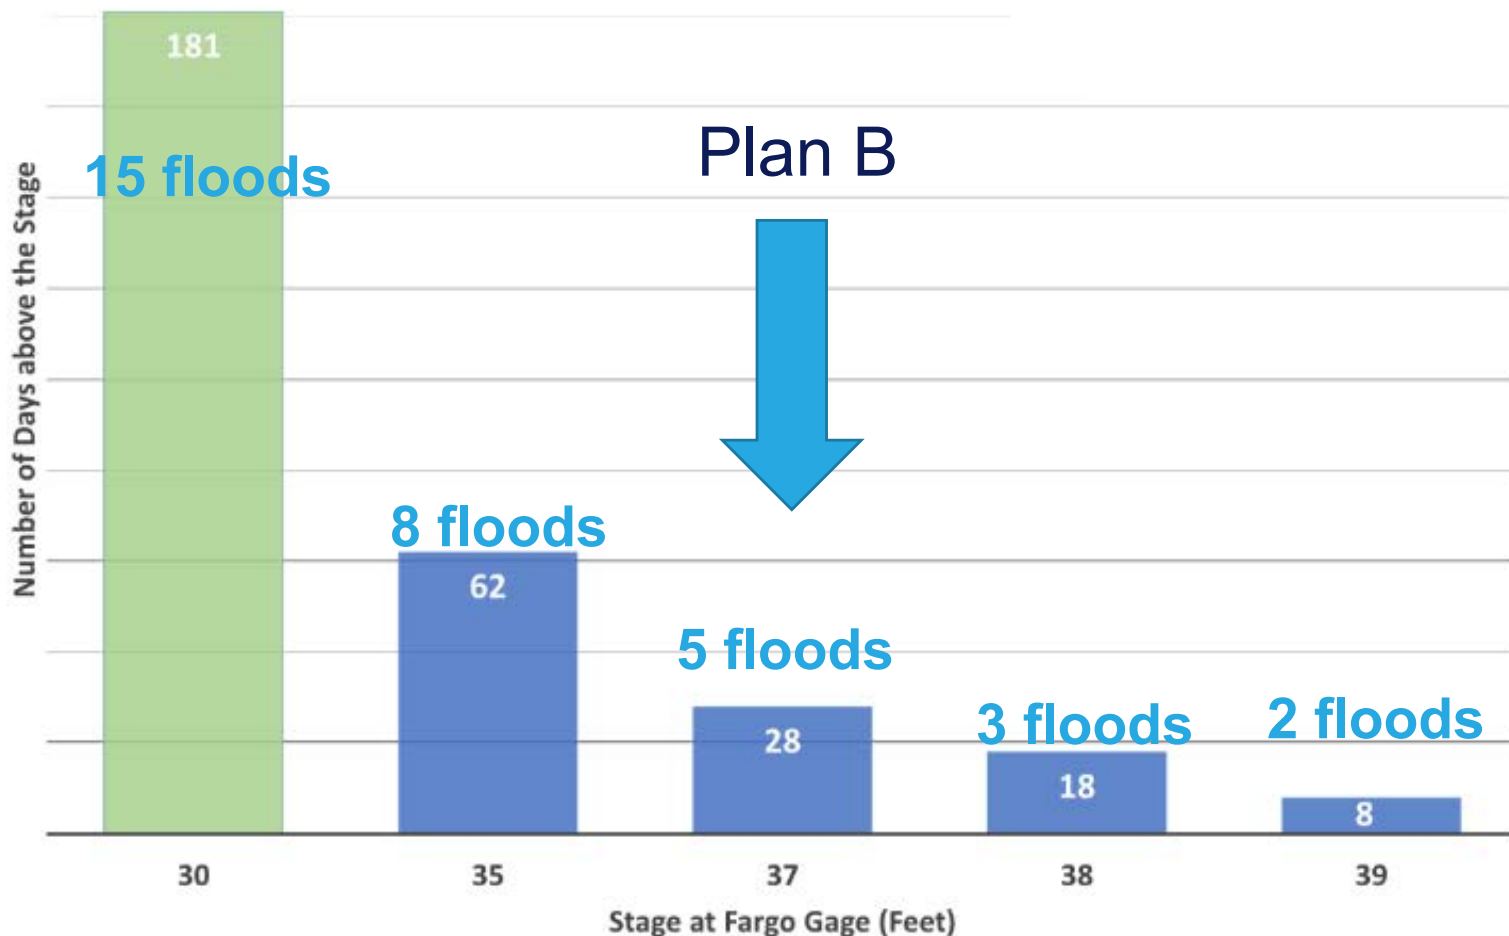 181
15 floods
Plan B
8 floods
62
5 floods
28
3 floods
18
2 floods
8
Number of Days above the Stage
30 35 37 38 39
Stage at Fargo Gage (Feet)